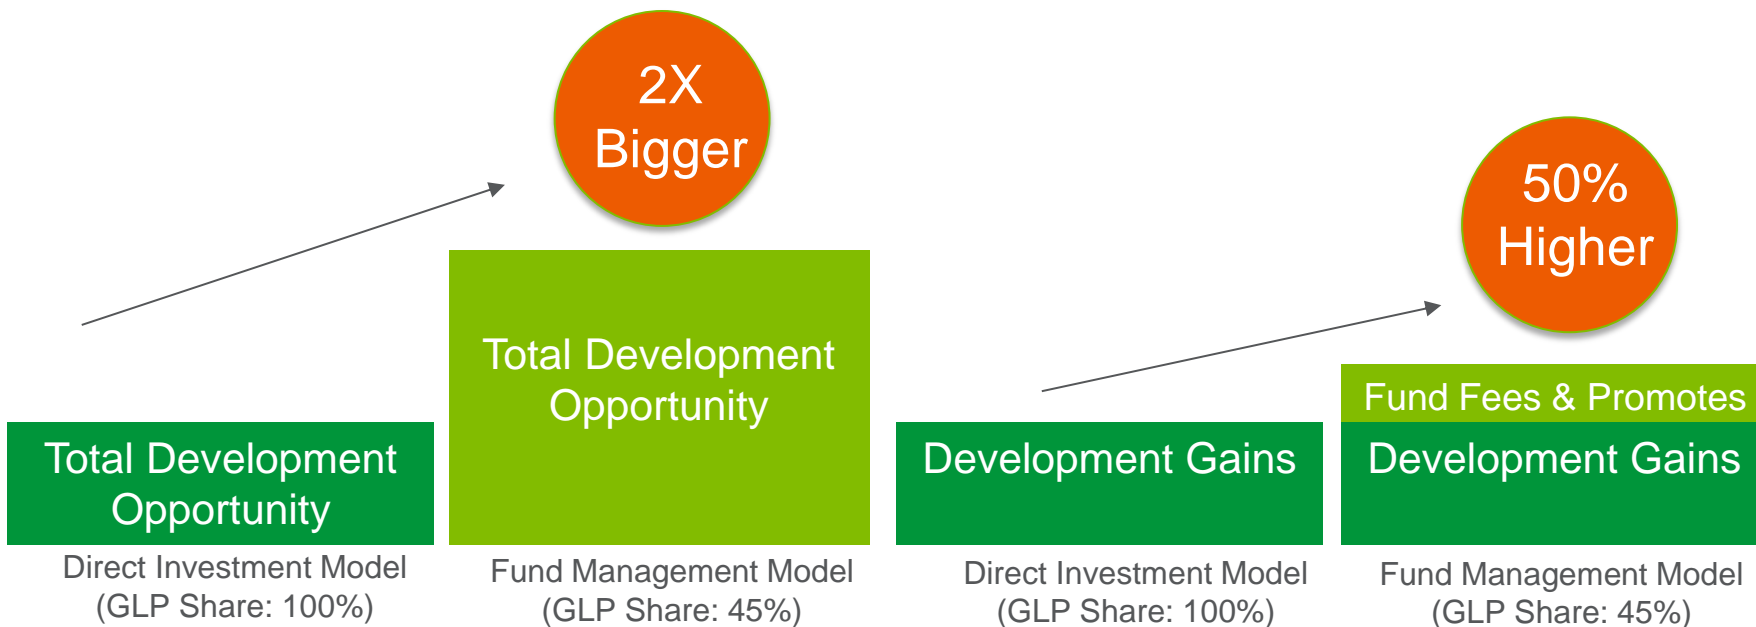 2X
Bigger
50%
Higher
Total Development
Opportunity
Total Development
Opportunity
Development Gains
Fund Fees & Promotes
Development Gains
Direct Investment Model
(GLP Share: 100%)
Fund Management Model
(GLP Share: 45%)
Direct Investment Model
(GLP Share: 100%)
Fund Management Model
(GLP Share: 45%)